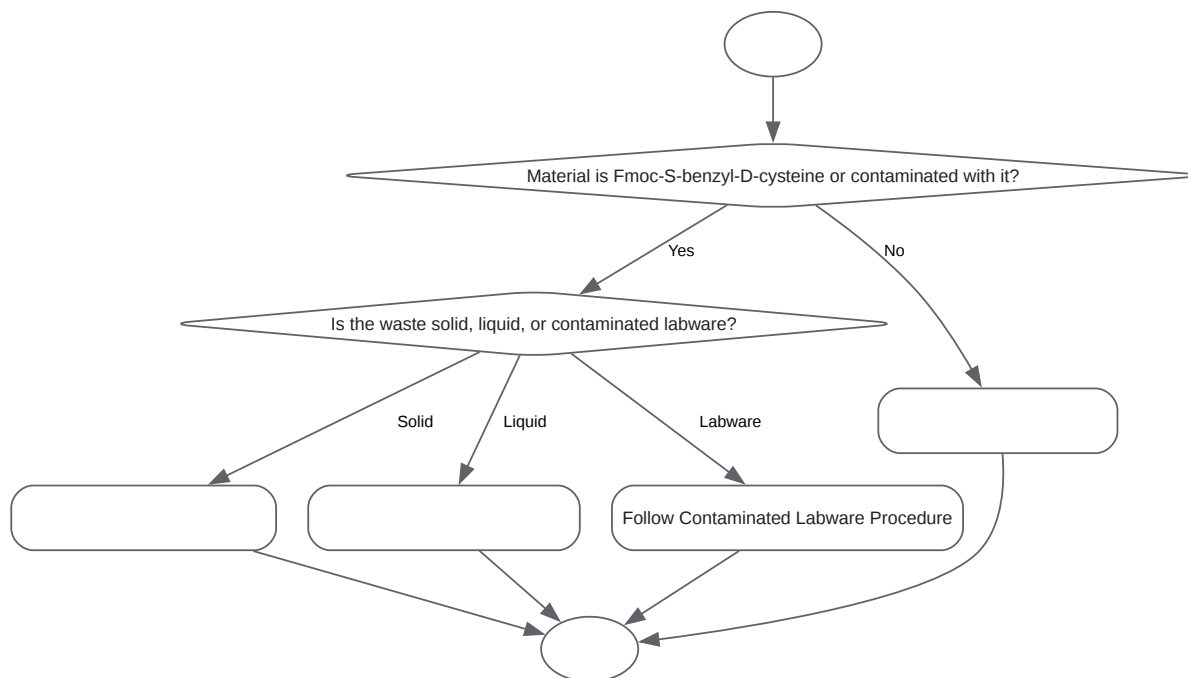 Material is Fmoc-S-benzyl-D-cysteine or contaminated with it?
Yes
No
Is the waste solid, liquid, or contaminated labware?
Solid
Liquid
Labware
Follow Contaminated Labware Procedure